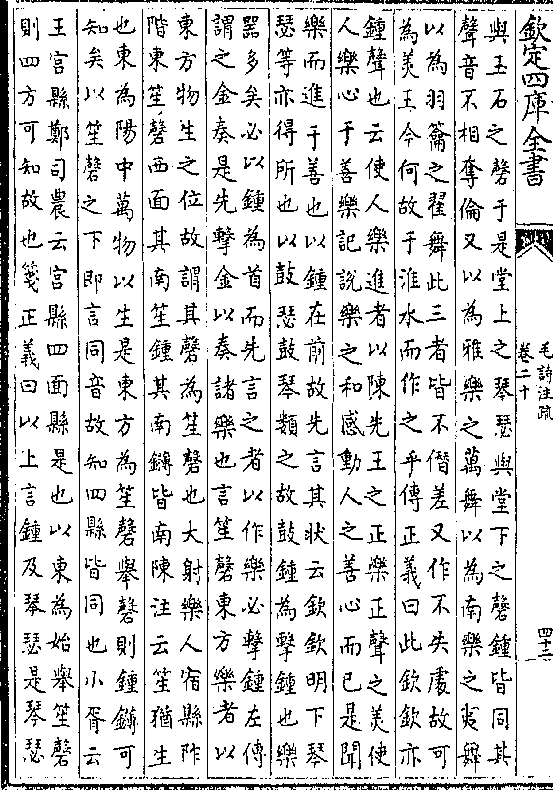 欽定四庫全書
毛詩注疏
卷二十
四十二
與玉石之磬于是堂上之琴瑟與堂下之磬鍾皆同其
聲音不相奪倫又以為雅樂之萬舞以為南樂之夷舞
以為羽籥之翟舞此三者皆不僭差又作不失處故可
為美王今何故于淮水而作之乎傳正義曰此欽欽亦
鍾聲也云使人樂進者以陳先王之正樂正聲之美使
人樂心于善樂記說樂之和感動人之善心而已是聞
樂而進于善也以鍾在前故先言其狀云欽欽明下琴
瑟等亦得所也以鼓瑟鼓琴類之故鼓鍾為擊鍾也樂
器多矣必以鍾為首而先言之者以作樂必擊鍾左傳
謂之金奏是先擊金以奏諸樂也言笙磬東方樂者以
東方物生之位故謂其磬為笙磬也大射樂人宿縣阼
階東笙磬西面其南笙鍾其南鑮皆南陳注云笙猶生
也東為陽中萬物以生是東方為笙磬舉磬則鍾鑮可
知矣以笙磬之下即言同音故知四縣皆同也小胥云
王宮縣鄭司農云宮縣四面縣是也以東為始舉笙磬
則四方可知故也箋正義曰以上言鍾及琴瑟是琴瑟